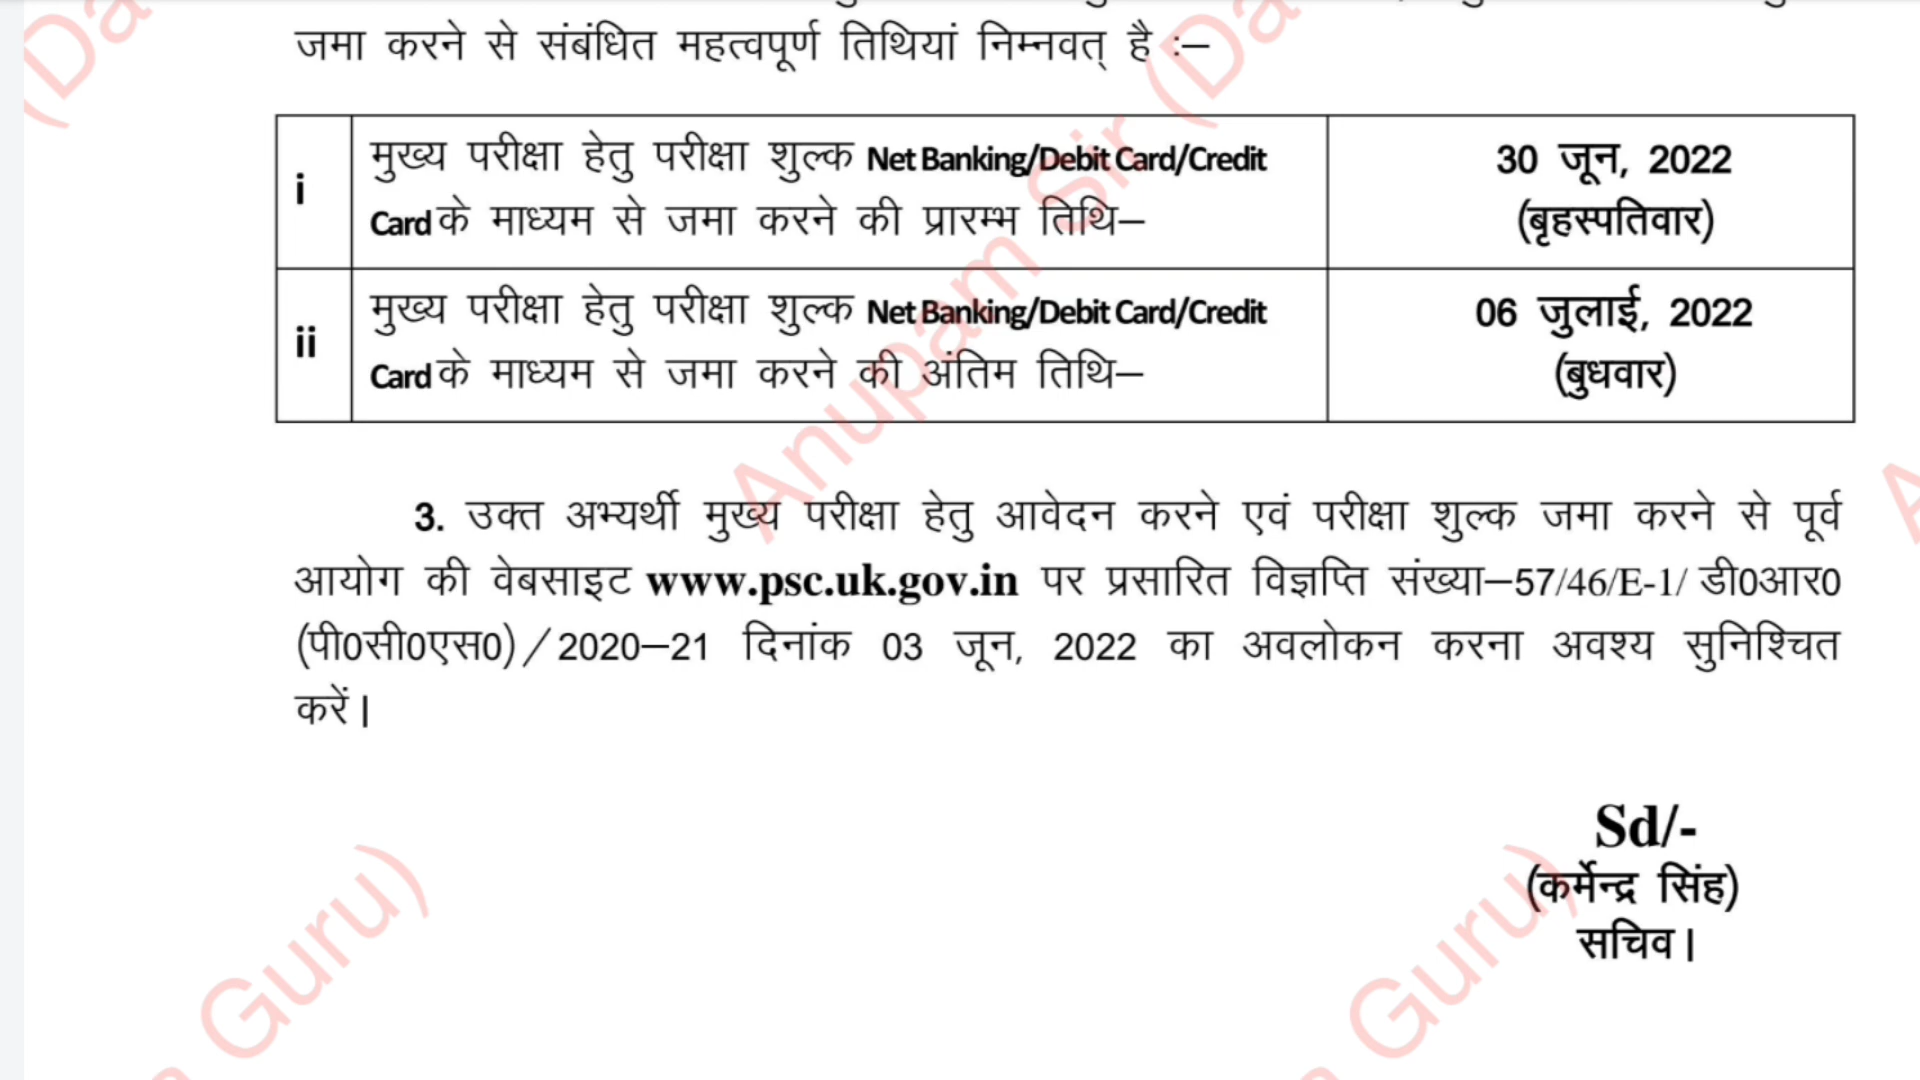 जमा करने से संबंधित महत्वपूर्ण तिथियां निम्नवत् है :–
i
मुख्य परीक्षा हेतु परीक्षा शुल्क Net Banking/Debit Card/Credit
Card के माध्यम से जमा करने की प्रारम्भ तिथि–
30 जून, 2022
(बृहस्पतिवार)
ii
मुख्य परीक्षा हेतु परीक्षा शुल्क Net Banking/Debit Card/Credit
Card के माध्यम से जमा करने की अंतिम तिथि–
06 जुलाई, 2022
(बुधवार)
3. उक्त अभ्यर्थी मुख्य परीक्षा हेतु आवेदन करने एवं परीक्षा शुल्क जमा करने से पूर्व
आयोग की वेबसाइट www.psc.uk.gov.in पर प्रसारित विज्ञप्ति संख्या–57/46/E-1/ डी0आर0
(पी0सी0एस0)/2020–21 दिनांक 03 जून, 2022 का अवलोकन करना अवश्य सुनिश्चित
करें।
Sd/-
(कर्मेन्द्र सिंह)
सचिव।
Anupam Sir (Da
(Da
Guru)
Guru)